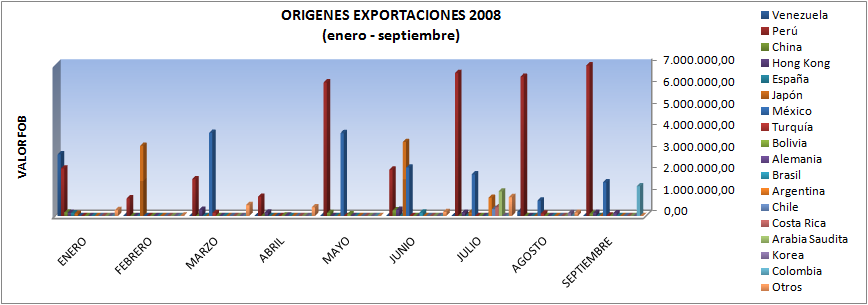 ORIGENES EXPORTACIONES 2008
(enero - septiembre)
VALOR FOB
7.000.000,00
6.000.000,00
5.000.000,00
4.000.000,00
3.000.000,00
2.000.000,00
1.000.000,00
0,00
ENERO
FEBRERO
MARZO
ABRIL
MAYO
JUNIO
JULIO
AGOSTO
SEPTIEMBRE
Venezuela
Perú
China
Hong Kong
España
Japón
México
Turquía
Bolivia
Alemania
Brasil
Argentina
Chile
Costa Rica
Arabia Saudita
Korea
Colombia
Otros